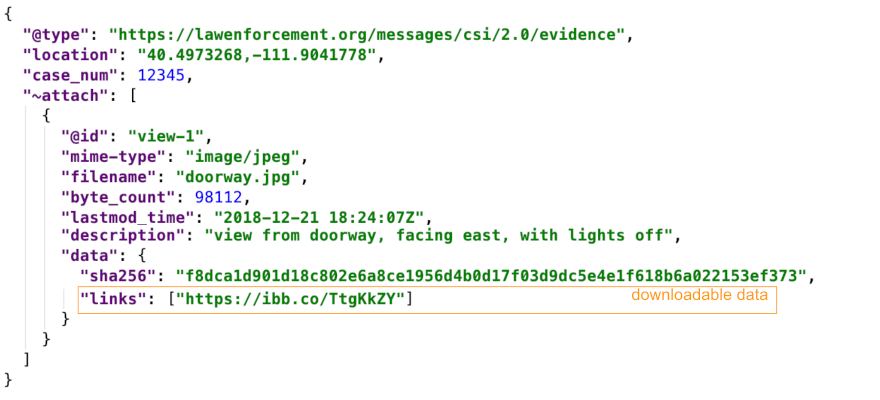 {
"@type": "https://lawenforcement.org/messages/csi/2.0/evidence",
"location": "40.4973268,-111.9041778",
"case_num": 12345,
"~attach": [
{
"@id": "view-1",
"mime-type": "image/jpeg",
"filename": "doorway.jpg",
"byte_count": 98112,
"lastmod_time": "2018-12-21 18:24:07Z",
"description": "view from doorway, facing east, with lights off",
"data": {
"sha256": "f8dca1d901d18c802e6a8ce1956d4b0d17f03d9dc5e4e1f618b6a022153ef373",
"links": ["https://ibb.co/TtgKkZY"] downloadable data
}
}
]
}